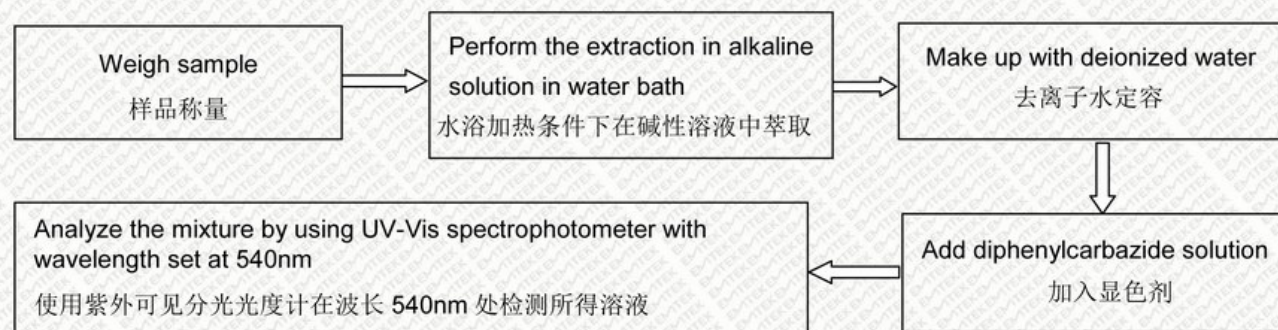 Weigh sample
样品称量
Perform the extraction in alkaline
solution in water bath
水浴加热条件下在碱性溶液中萃取
Make up with deionized water
去离子水定容
Add diphenylcarbazide solution
加入显色剂
Analyze the mixture by using UV-Vis spectrophotometer with
wavelength set at 540nm
使用紫外可见分光光度计在波长 540nm 处检测所得溶液